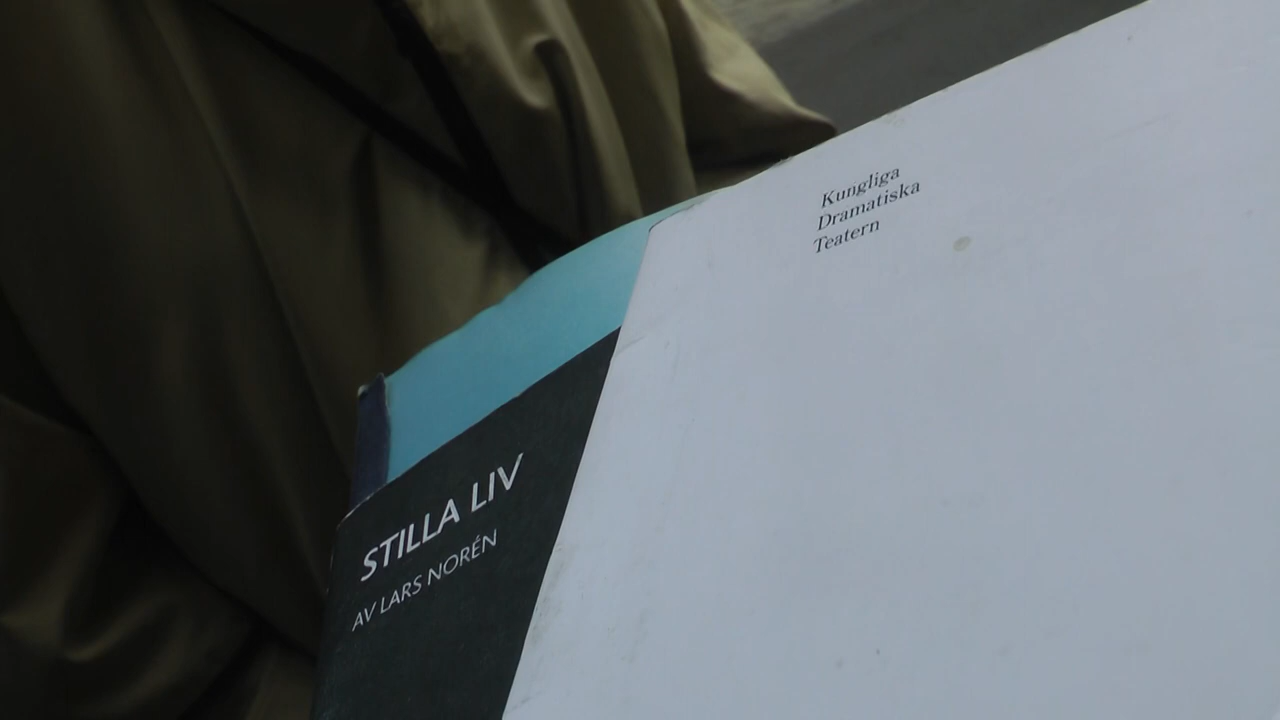 Kungliga
Dramatiska
Teatern
STILLA LIV
AV LARS NORÉN